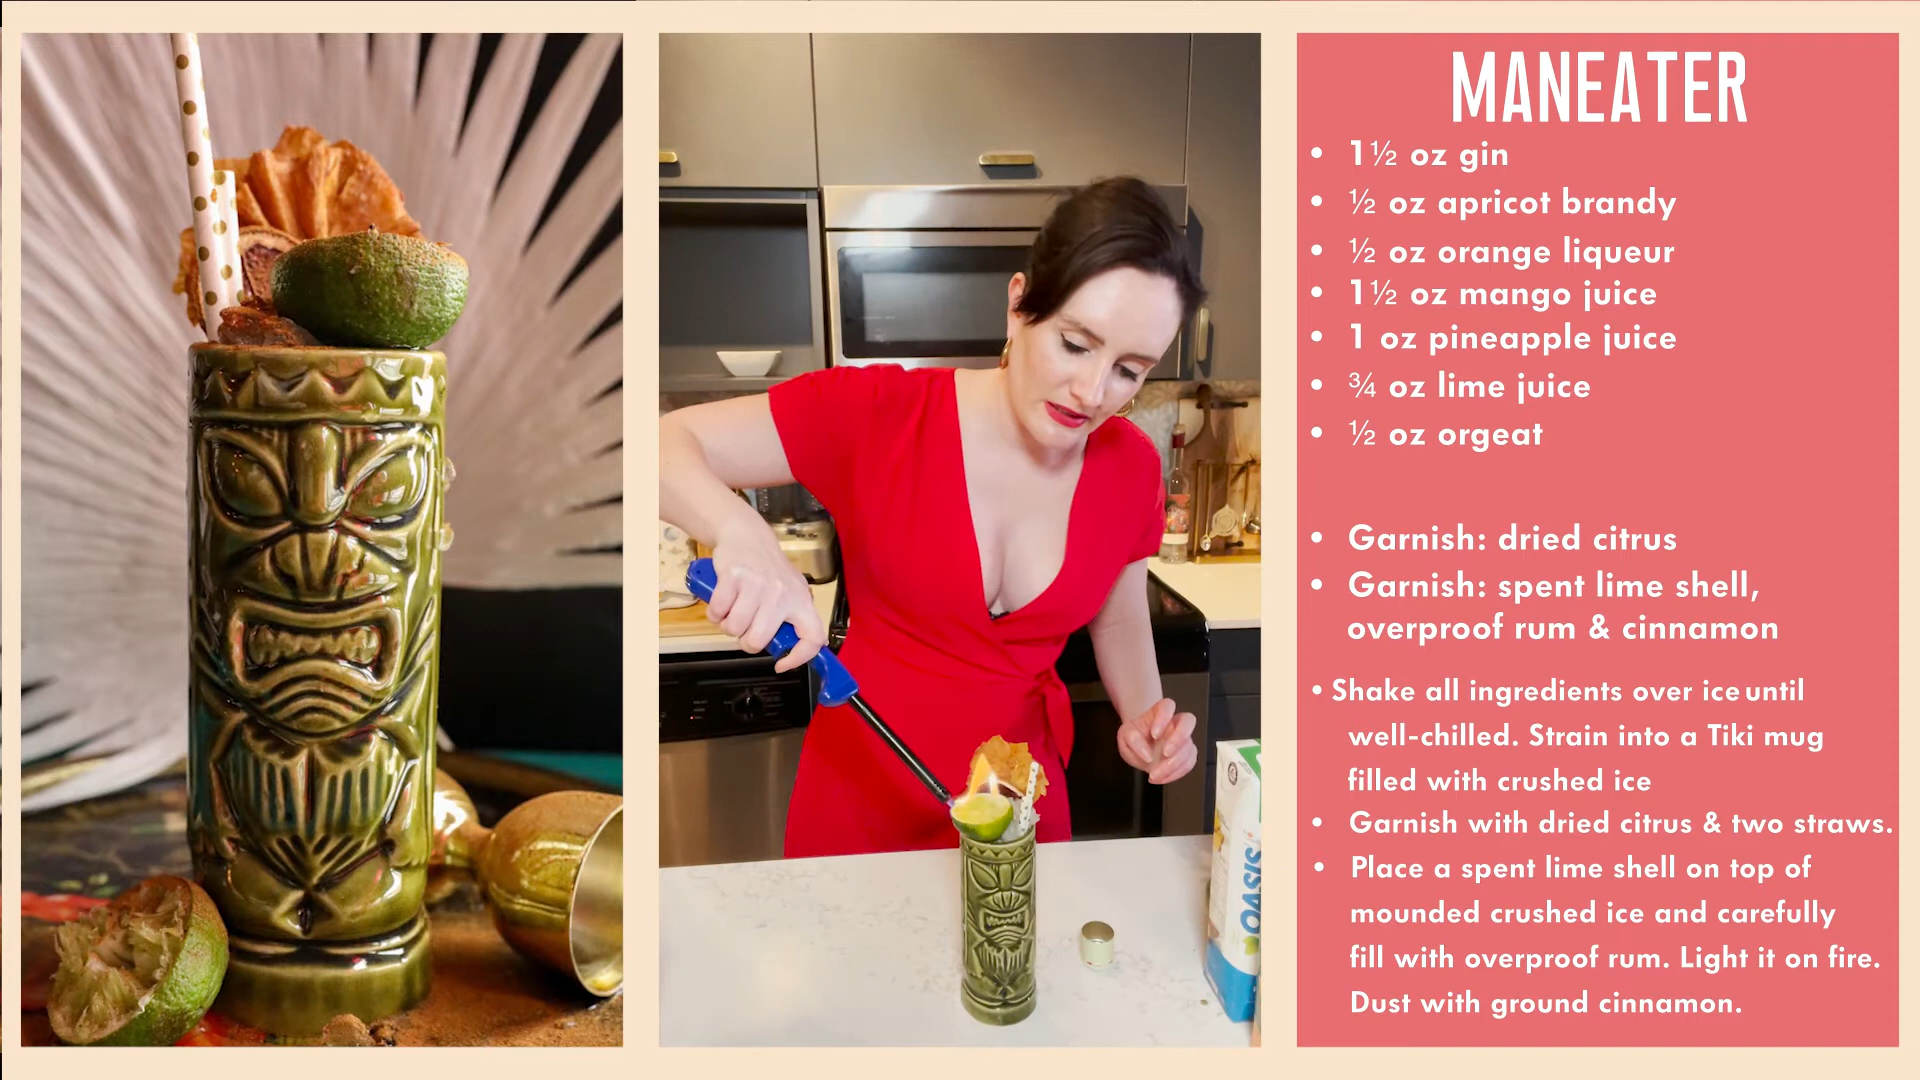 MANEATER
• 1½ oz gin
• ½ oz apricot brandy
• ½ oz orange liqueur
• 1½ oz mango juice
• 1 oz pineapple juice
• ¾ oz lime juice
• ½ oz orgeat
• Garnish: dried citrus
• Garnish: spent lime shell,
overproof rum & cinnamon
• Shake all ingredients over ice until
well-chilled. Strain into a Tiki mug
filled with crushed ice
• Garnish with dried citrus & two straws.
• Place a spent lime shell on top of
mounded crushed ice and carefully
fill with overproof rum. Light it on fire.
Dust with ground cinnamon.
OASIS